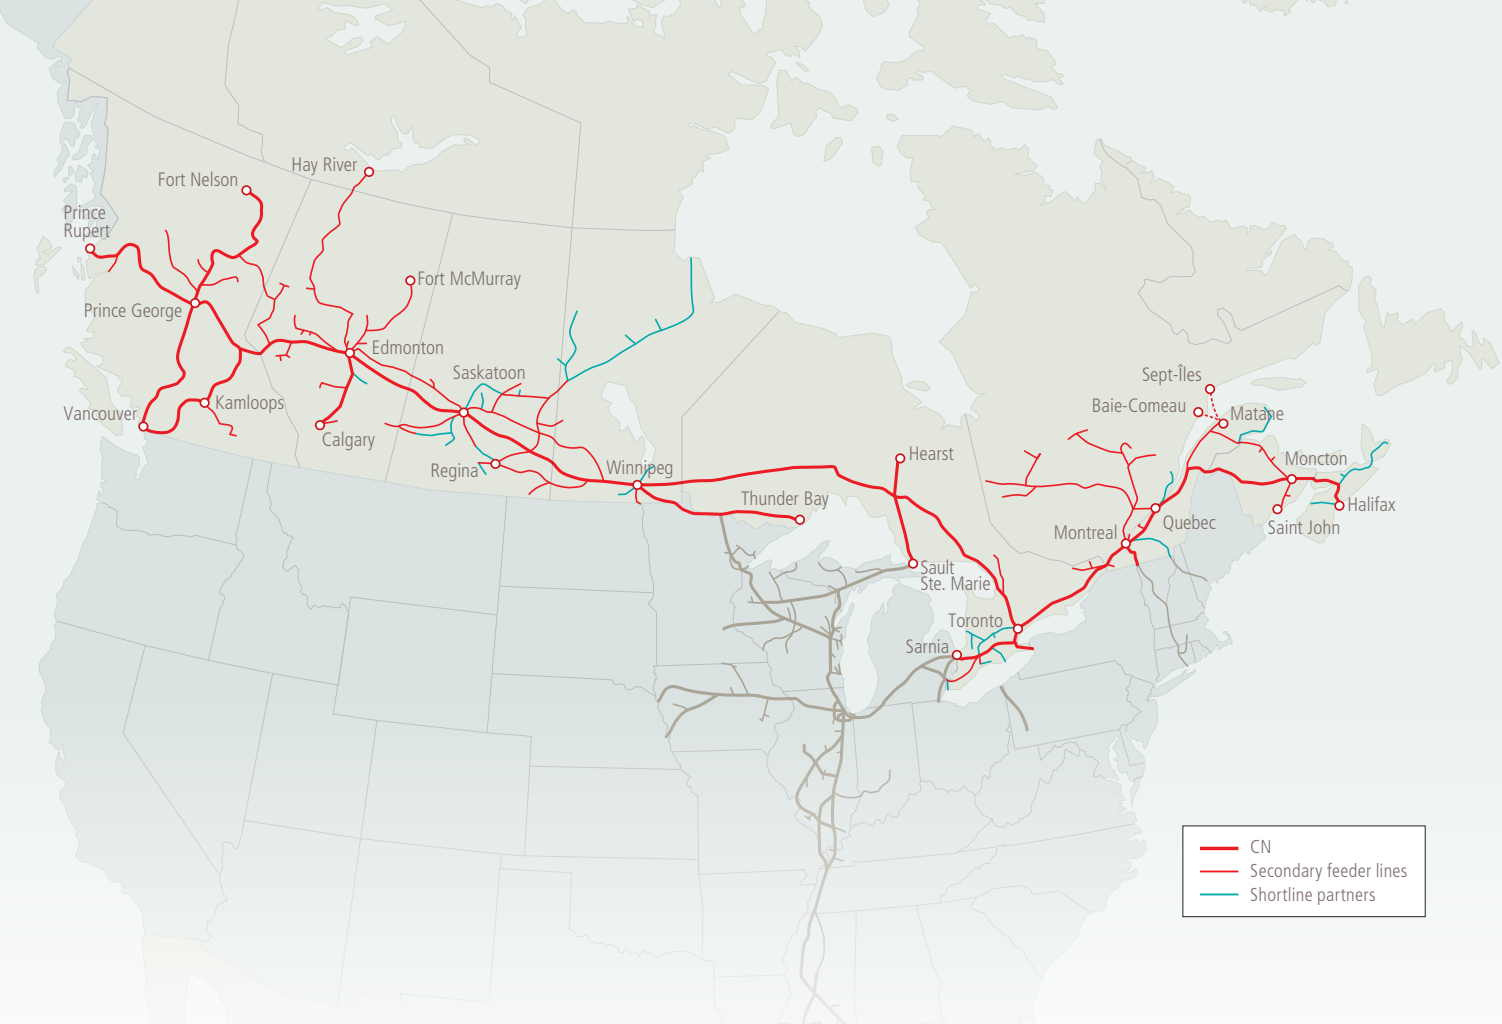 Hay River
Fort Nelson
Prince
Rupert
Fort McMurray
Prince George
Edmonton
Saskatoon
Sept-Îles
Baie-Comeau
Matane
Vancouver
Kamloops
Calgary
Regina
Winnipeg
Hearst
Moncton
Thunder Bay
Halifax
Quebec
Saint John
Montreal
Sault
Ste. Marie
Toronto
Sarnia
CN
Secondary feeder lines
Shortline partners